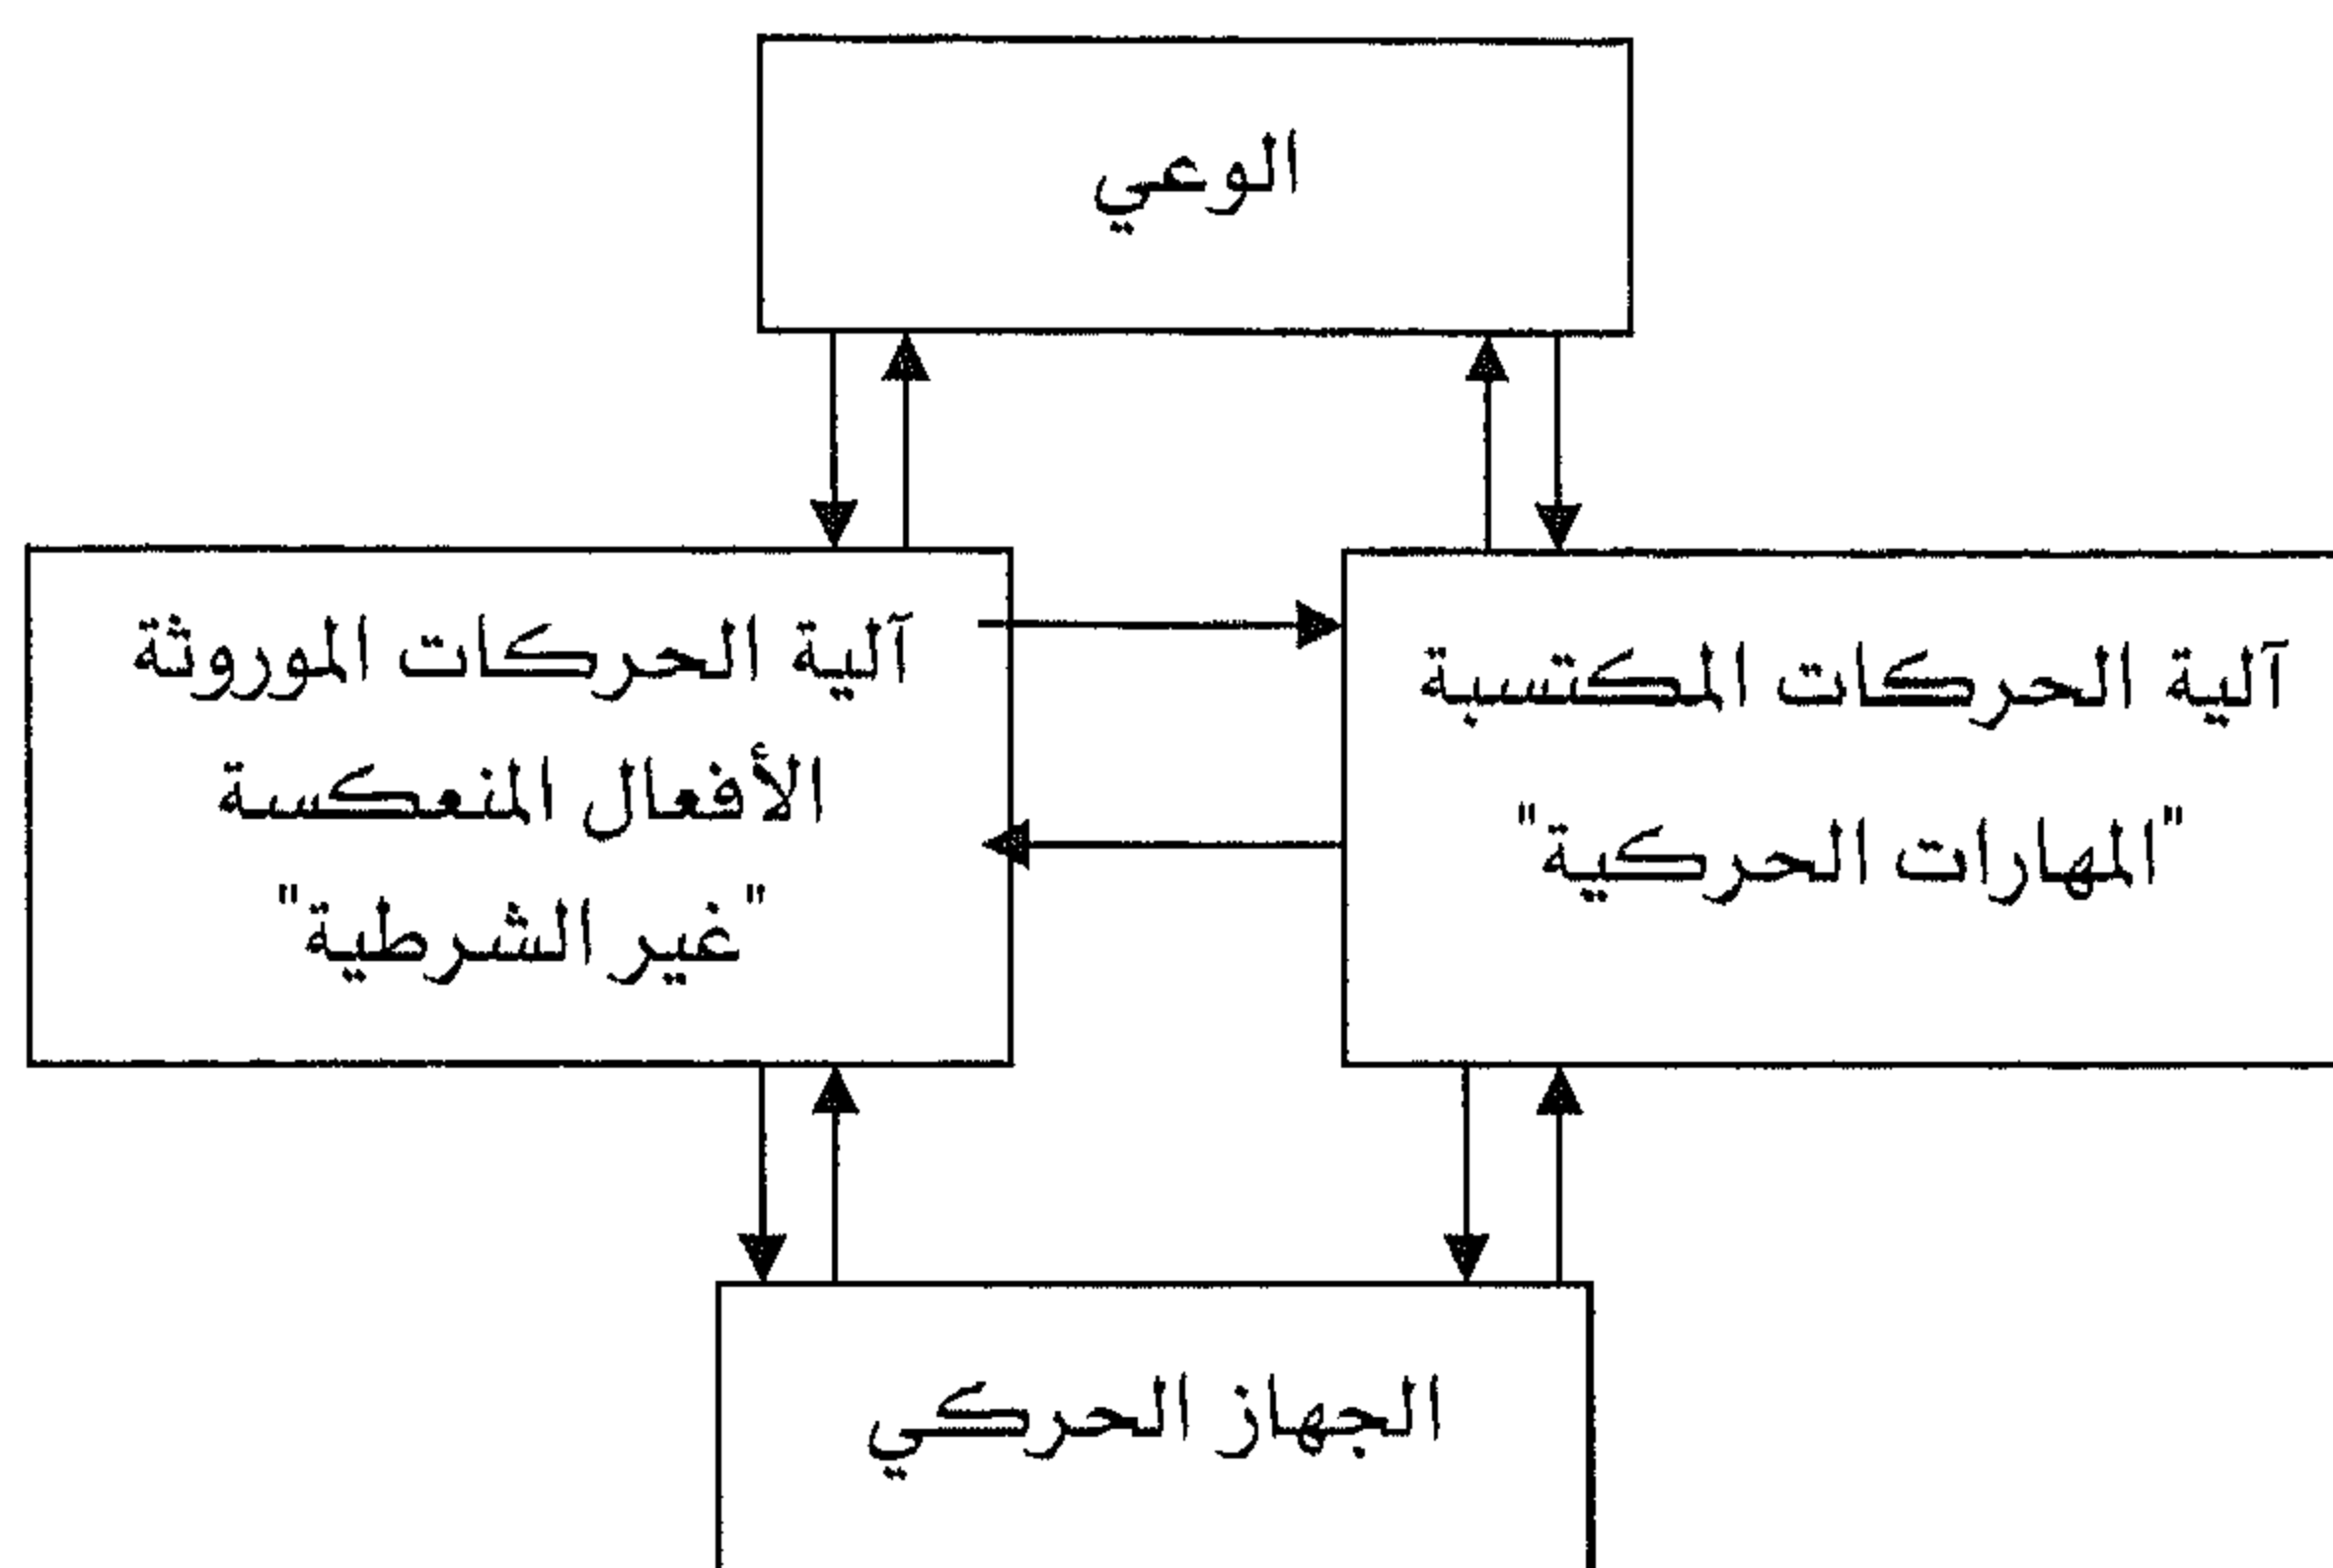 الوعي
آلية الحركات المكتسبة
"المهارات الحركية"
آلية الحركات الموروثة
الأفعال المنعكسة
"غير الشرطية"
الجهاز الحركي